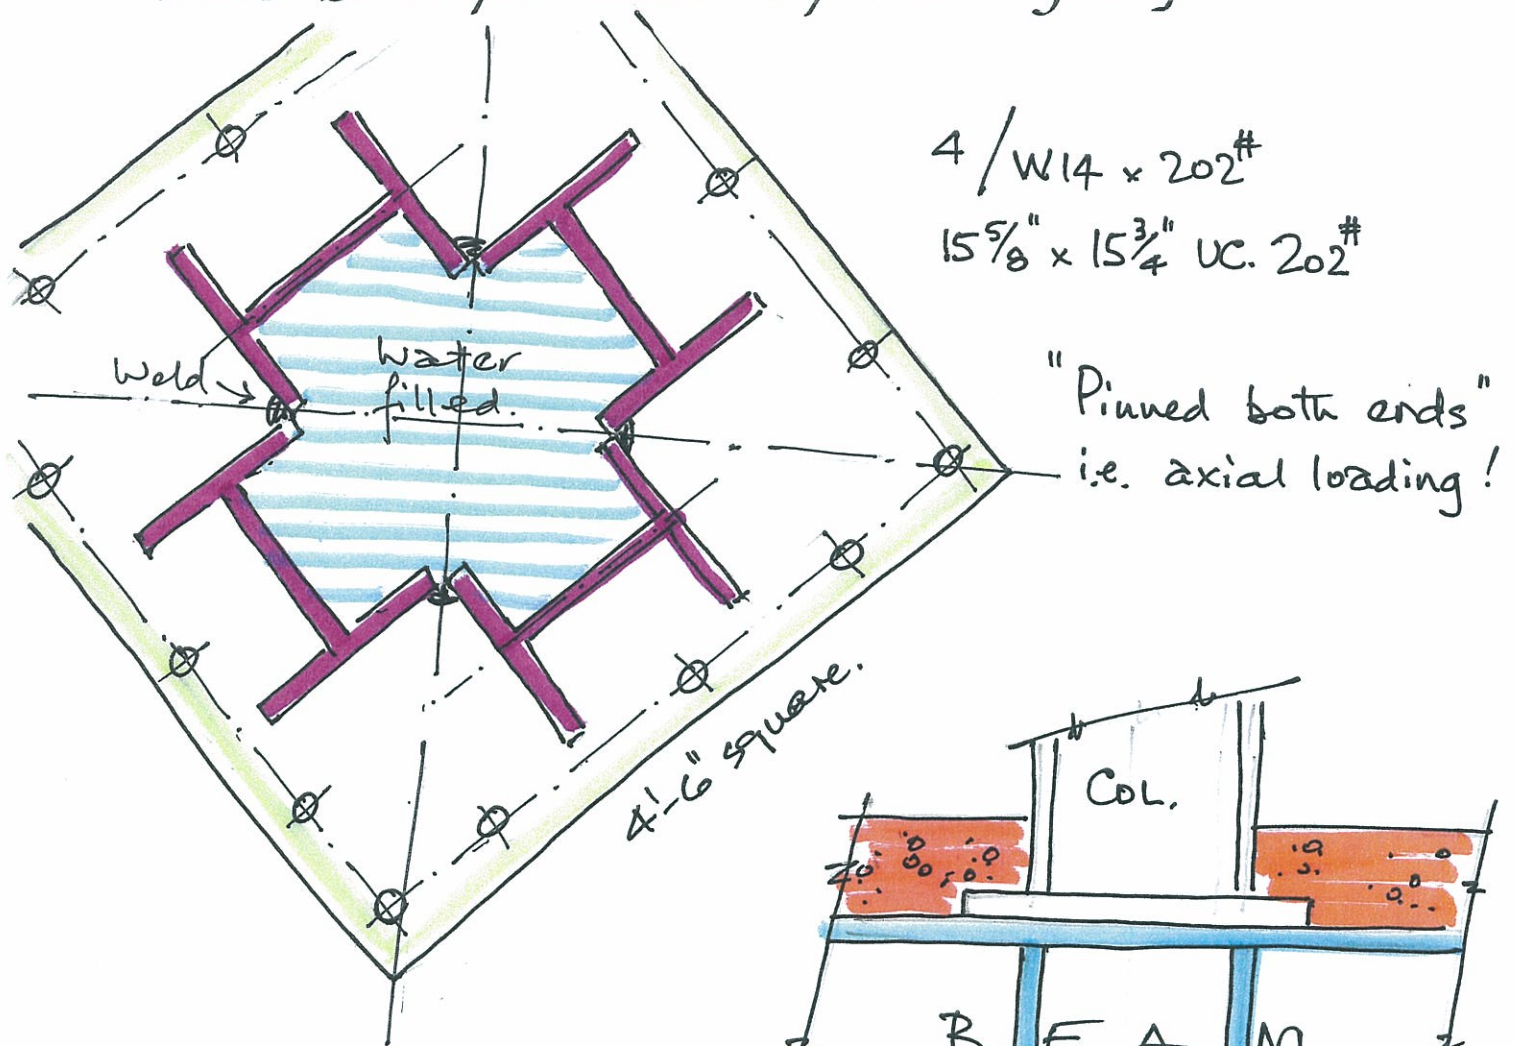 4/W14 × 202#
15 5/8" × 15 3/4" UC. 202#
Weld
Water
filled.
"Pinned both ends"
i.e. axial loading!
4'-6" square.
COL.
BEAM